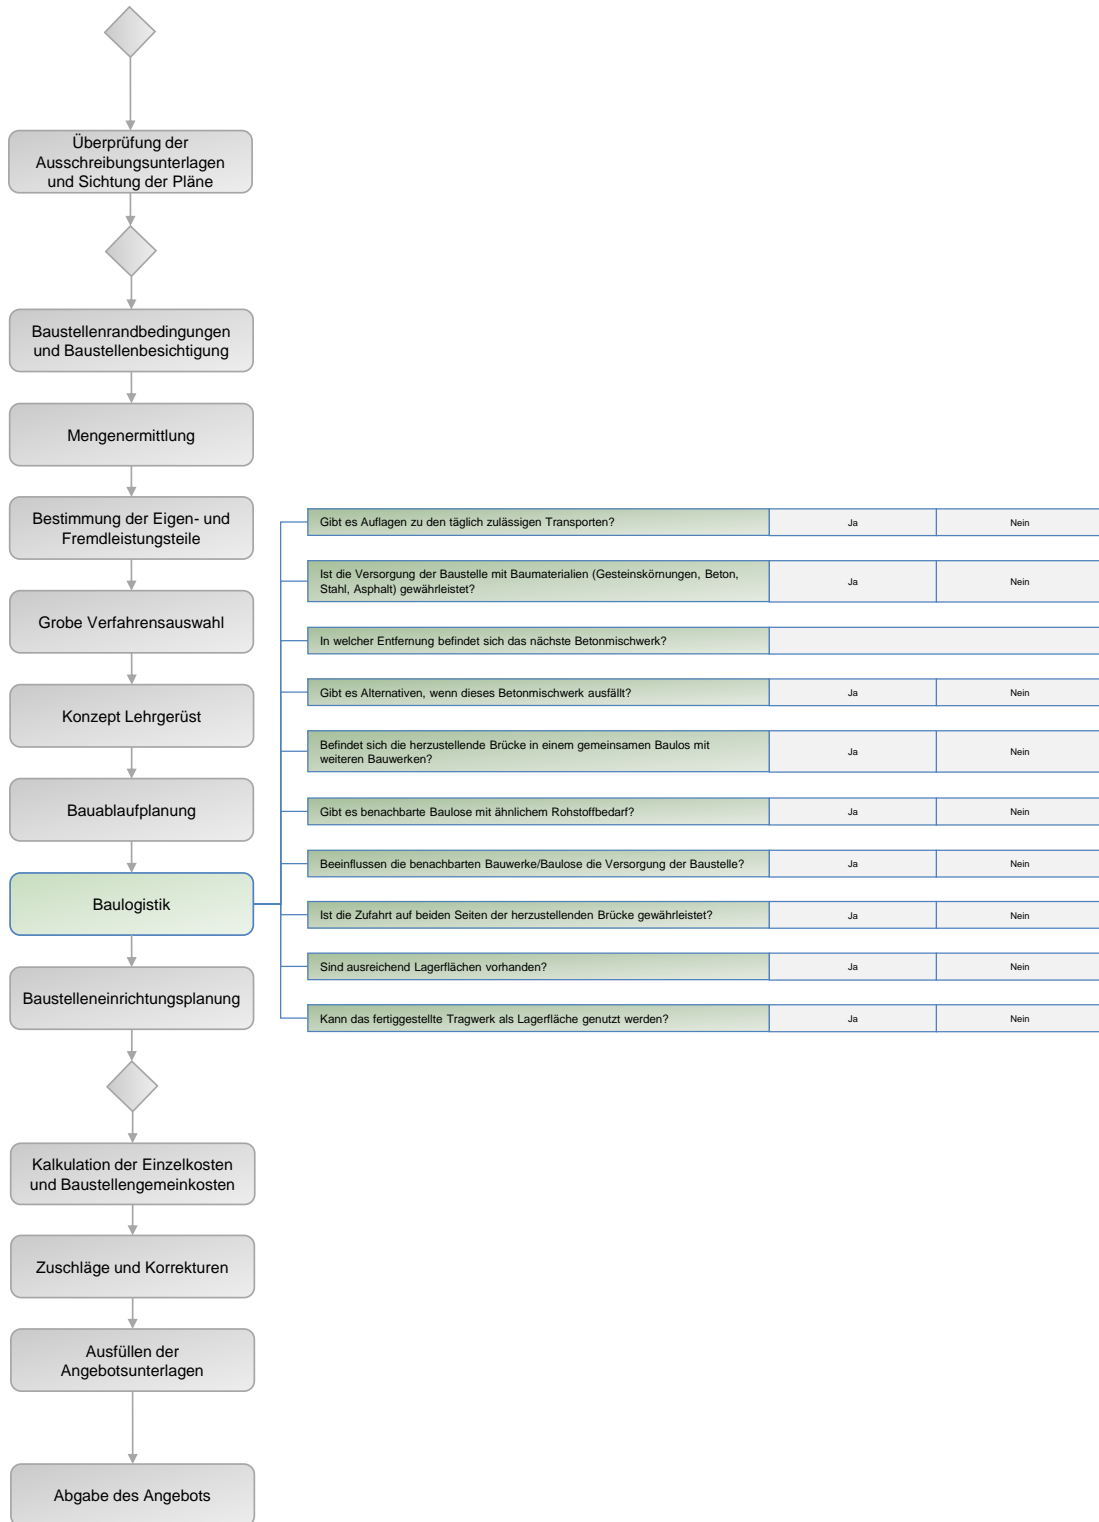 Überprüfung der
Ausschreibungsunterlagen
und Sichtung der Pläne
Baustellenrandbedingungen
und Baustellenbesichtigung
Mengenermittlung
Bestimmung der Eigen- und
Fremdleistungsteile
Grobe Verfahrensauswahl
Konzept Lehrgerüst
Bauablaufplanung
Baulogistik
Baustelleneinrichtungsplanung
Kalkulation der Einzelkosten
und Baustellengemeinkosten
Zuschläge und Korrekturen
Ausfüllen der
Angebotsunterlagen
Abgabe des Angebots
Gibt es Auflagen zu den täglich zulässigen Transporten? Ja Nein
Ist die Versorgung der Baustelle mit Baumaterialien (Gesteinskörnungen, Beton,
Stahl, Asphalt) gewährleistet? Ja Nein
In welcher Entfernung befindet sich das nächste Betonmischwerk?
Gibt es Alternativen, wenn dieses Betonmischwerk ausfällt? Ja Nein
Befindet sich die herzustellende Brücke in einem gemeinsamen Baulos mit
weiteren Bauwerken? Ja Nein
Gibt es benachbarte Baulose mit ähnlichem Rohstoffbedarf? Ja Nein
Beeinflussen die benachbarten Bauwerke/Baulose die Versorgung der Baustelle? Ja Nein
Ist die Zufahrt auf beiden Seiten der herzustellenden Brücke gewährleistet? Ja Nein
Sind ausreichend Lagerflächen vorhanden? Ja Nein
Kann das fertiggestellte Tragwerk als Lagerfläche genutzt werden? Ja Nein